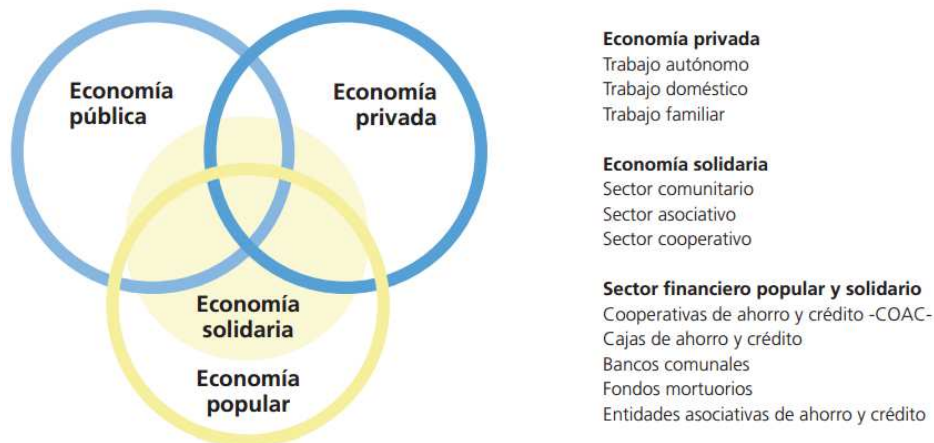 Economía
pública
Economía
privada
Economía
solidaria
Economía
popular
Economía privada
Trabajo autónomo
Trabajo doméstico
Trabajo familiar
Economía solidaria
Sector comunitario
Sector asociativo
Sector cooperativo
Sector financiero popular y solidario
Cooperativas de ahorro y crédito -COAC-
Cajas de ahorro y crédito
Bancos comunales
Fondos mortuorios
Entidades asociativas de ahorro y crédito